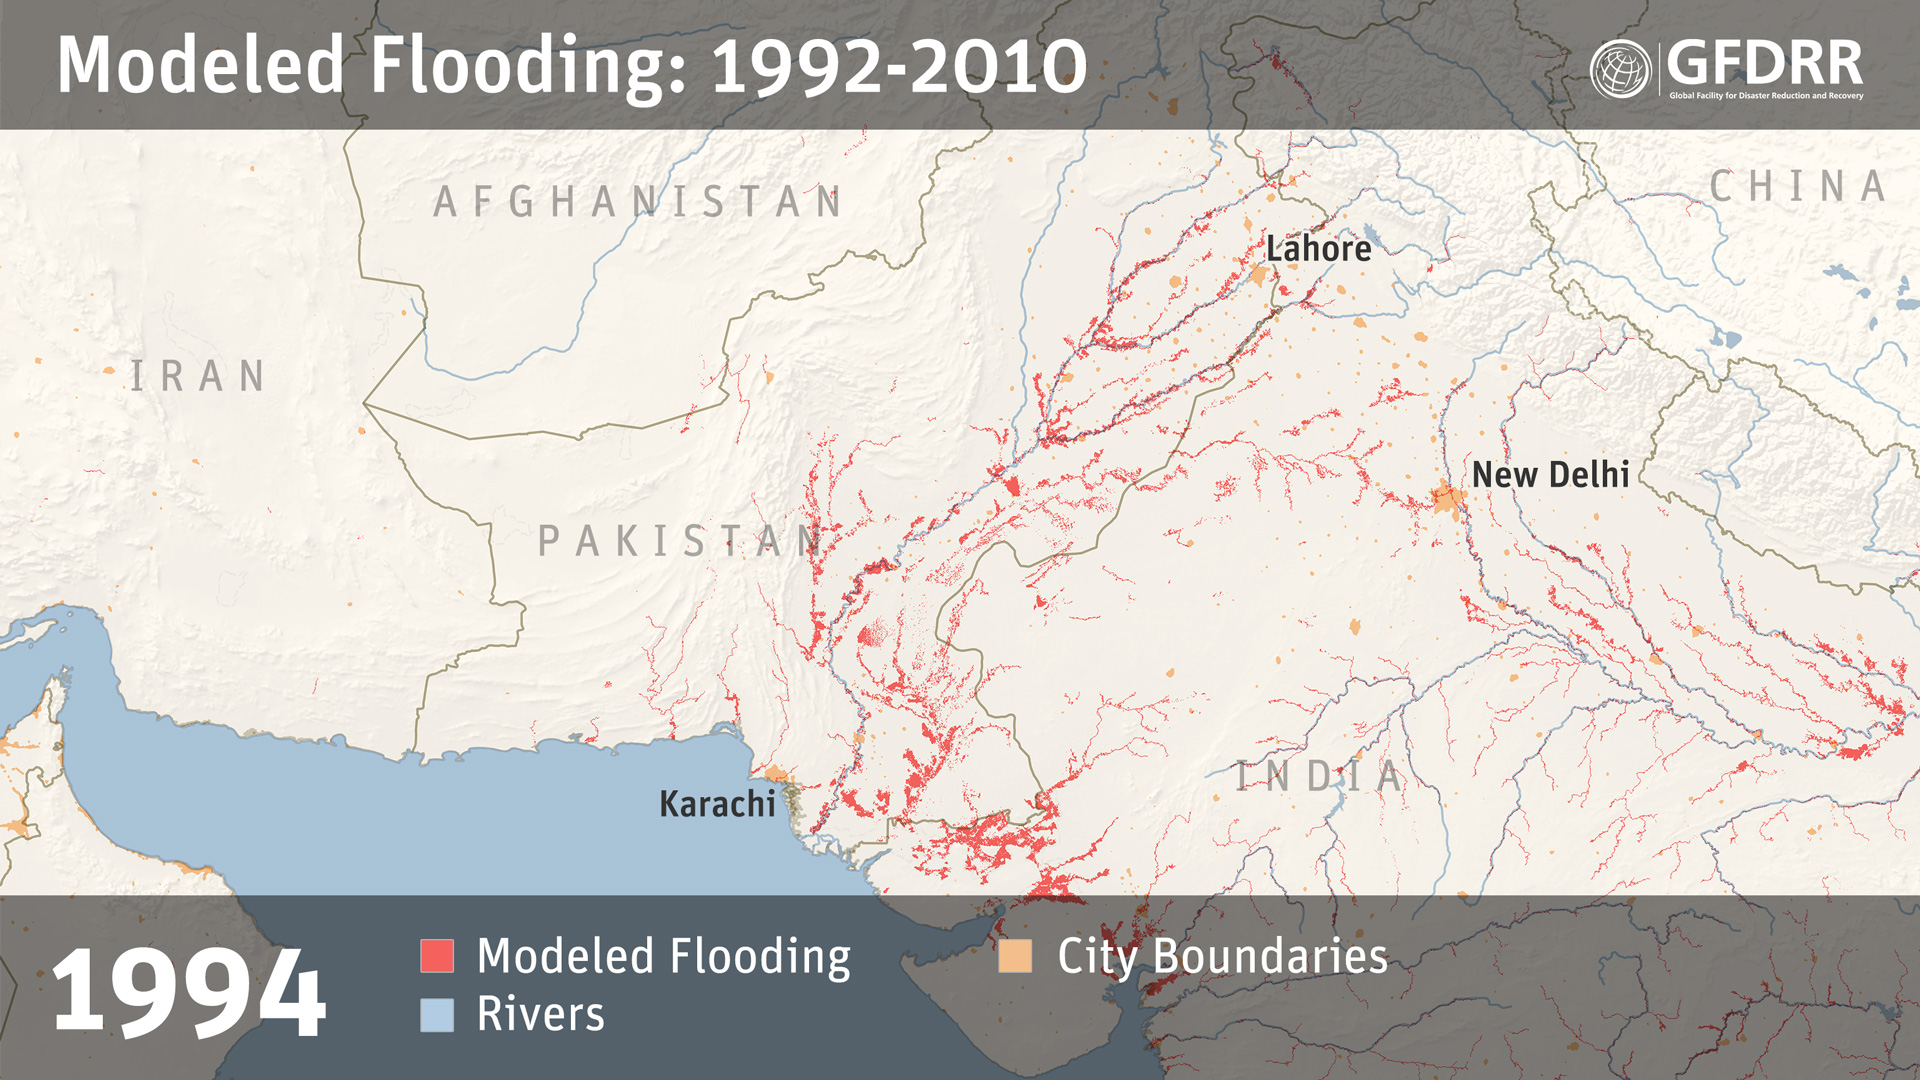 Modeled Flooding: 1992-2010
GFDRR
Global Facility for Disaster Reduction and Recovery
AFGHANISTAN
CHINA
Lahore
IRAN
New Delhi
PAKISTAN
INDIA
Karachi
1994
Modeled Flooding
City Boundaries
Rivers